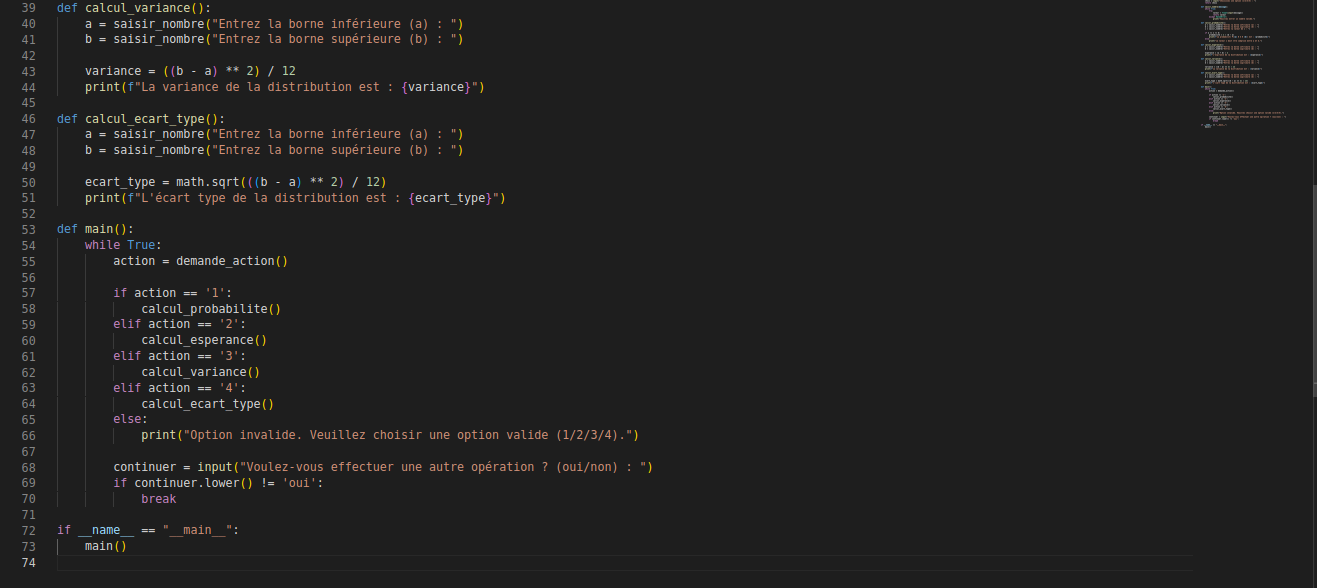 39 def calcul_variance():
40     a = saisir_nombre("Entrez la borne inférieure (a) : ")
41     b = saisir_nombre("Entrez la borne supérieure (b) : ")
42
43     variance = ((b - a) ** 2) / 12
44     print(f"La variance de la distribution est : {variance}")
45
46 def calcul_ecart_type():
47     a = saisir_nombre("Entrez la borne inférieure (a) : ")
48     b = saisir_nombre("Entrez la borne supérieure (b) : ")
49
50     ecart_type = math.sqrt(((b - a) ** 2) / 12)
51     print(f"L'écart type de la distribution est : {ecart_type}")
52
53 def main():
54     while True:
55         action = demande_action()
56
57         if action == '1':
58             calcul_probabilite()
59         elif action == '2':
60             calcul_esperance()
61         elif action == '3':
62             calcul_variance()
63         elif action == '4':
64             calcul_ecart_type()
65         else:
66             print("Option invalide. Veuillez choisir une option valide (1/2/3/4).")
67
68         continuer = input("Voulez-vous effectuer une autre opération ? (oui/non) : ")
69         if continuer.lower() != 'oui':
70             break
71
72 if __name__ == "__main__":
73     main()
74